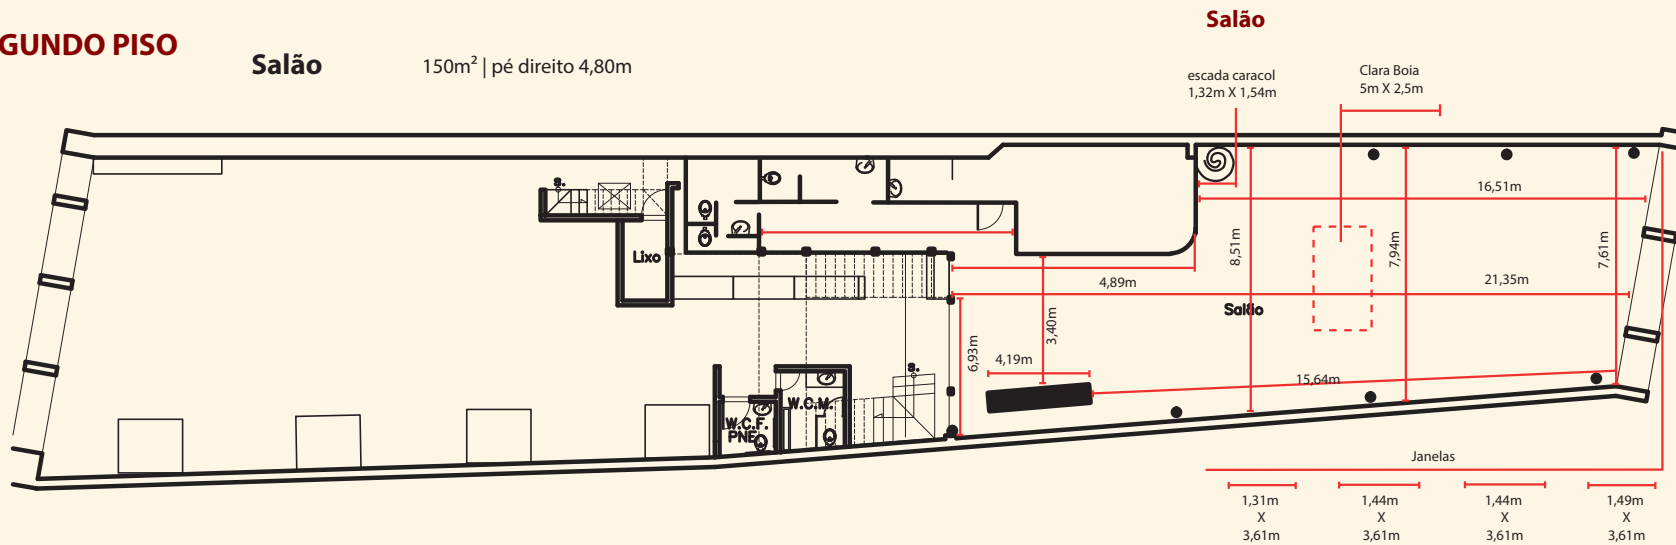 Salão
GUNDO PISO
Salão
150m² | pé direito 4,80m
escada caracol
1,32m X 1,54m
Clara Boia
5m X 2,5m
s.
Lixo
16,51m
8,51m
7,94m
7,61m
4,89m
21,35m
Salão
3,40m
6,93m
4,19m
15,64m
s.
W.C.M.
W.C.F.
PNE
Janelas
1,31m
X
3,61m
1,44m
X
3,61m
1,44m
X
3,61m
1,49m
X
3,61m